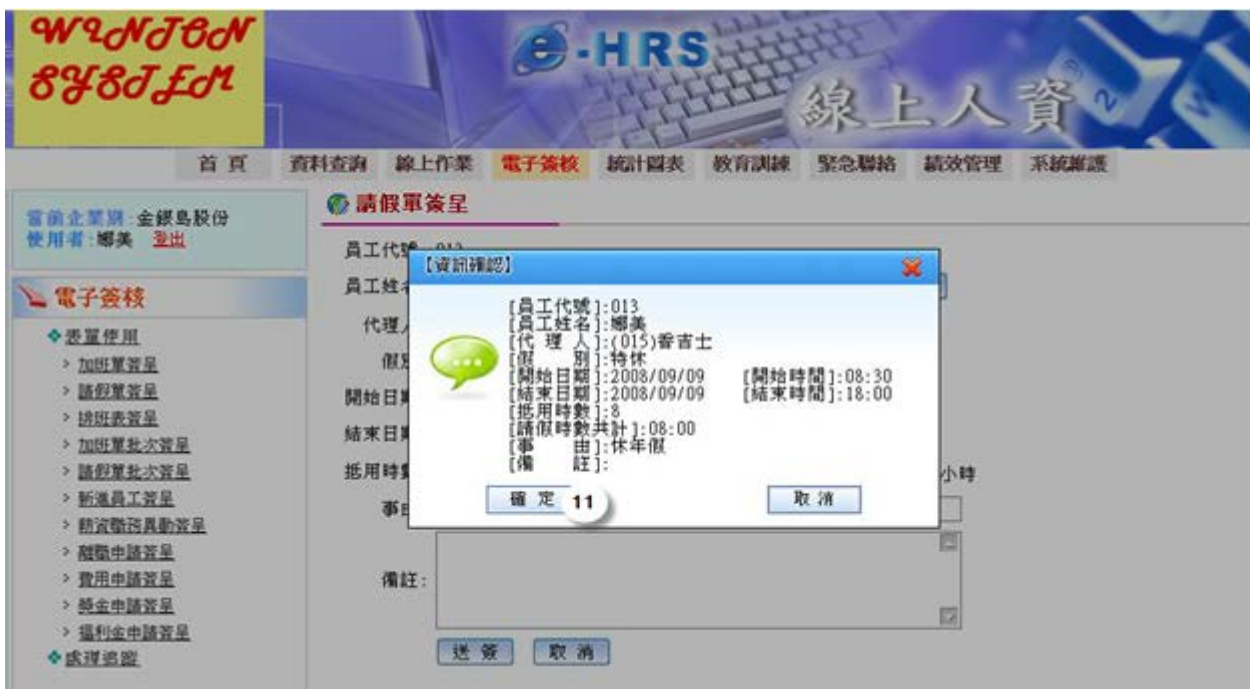 WINTON
SYSTEM
e-HRS
線上人資
首頁 資料查詢 線上作業 電子簽核 統計圖表 教育訓練 緊急聯絡 績效管理 系統維護
當前企業別:金銀島股份
使用者:娜美 登出
電子簽核
表單使用
> 加班單簽呈
> 請假單簽呈
> 排班表簽呈
> 加班單批次簽呈
> 請假單批次簽呈
> 新進員工簽呈
> 薪資職務異動簽呈
> 離職申請簽呈
> 費用申請簽呈
> 獎金申請簽呈
> 福利金申請簽呈
處理追蹤
請假單簽呈
員工代號 013
員工姓名
代理人
假別
開始日期
結束日期
抵用時數 小時
事由
備註:
送簽 取消
【資訊確認】
[員工代號]:013
[員工姓名]:娜美
[代 理 人]:(015)香吉士
[假 別]:特休
[開始日期]:2008/09/09 [開始時間]:08:30
[結束日期]:2008/09/09 [結束時間]:18:00
[抵用時數]:8
[請假時數共計]:08:00
[事 由]:休年假
[備 註]:
確定 11 取消